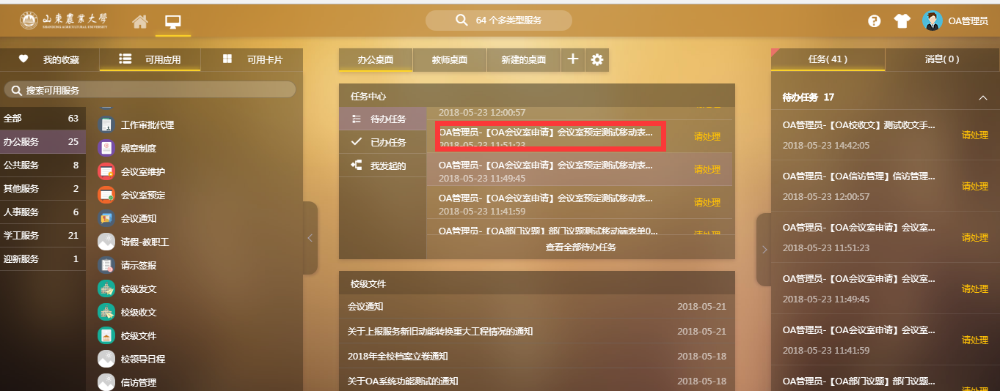 山东農業大學
SHANDONG AGRICULTURAL UNIVERSITY
64 个多类型服务
OA管理员
我的收藏
可用应用
可用卡片
搜索可用服务
全部 63
办公服务 25
公共服务 8
其他服务 2
人事服务 6
学工服务 21
迎新服务 1
工作审批代理
规章制度
会议室维护
会议室预定
会议通知
请假-教职工
请示签报
校级发文
校级收文
校级文件
校领导日程
信访管理
办公桌面
教师桌面
新建的桌面
任务中心
待办任务
已办任务
我发起的
2018-05-23 12:00:57
OA管理员-【OA会议室申请】会议室预定测试移动表...
2018-05-23 11:51:23
请处理
OA管理员-【OA会议室申请】会议室预定测试移动表...
2018-05-23 11:49:45
请处理
OA管理员-【OA会议室申请】会议室预定测试移动表...
2018-05-23 11:41:59
请处理
OA管理员-【OA部门议题】部门议题测试移动端表单0...
请处理
查看全部待办任务
校级文件
会议通知 2018-05-21
关于上报服务新旧动能转换重大工程情况的通知 2018-05-21
2018年全校档案立卷通知 2018-05-18
关于OA系统功能测试的通知 2018-05-18
任务( 41 )
消息( 0 )
待办任务 17
OA管理员-【OA校收文】测试收文手...
2018-05-23 14:42:05
请处理
OA管理员-【OA信访管理】信访管理...
2018-05-23 12:00:57
请处理
OA管理员-【OA会议室申请】会议室...
2018-05-23 11:51:23
请处理
OA管理员-【OA会议室申请】会议室...
2018-05-23 11:49:45
请处理
OA管理员-【OA会议室申请】会议室...
2018-05-23 11:41:59
请处理
OA管理员-【OA部门议题】部门议题...
请处理